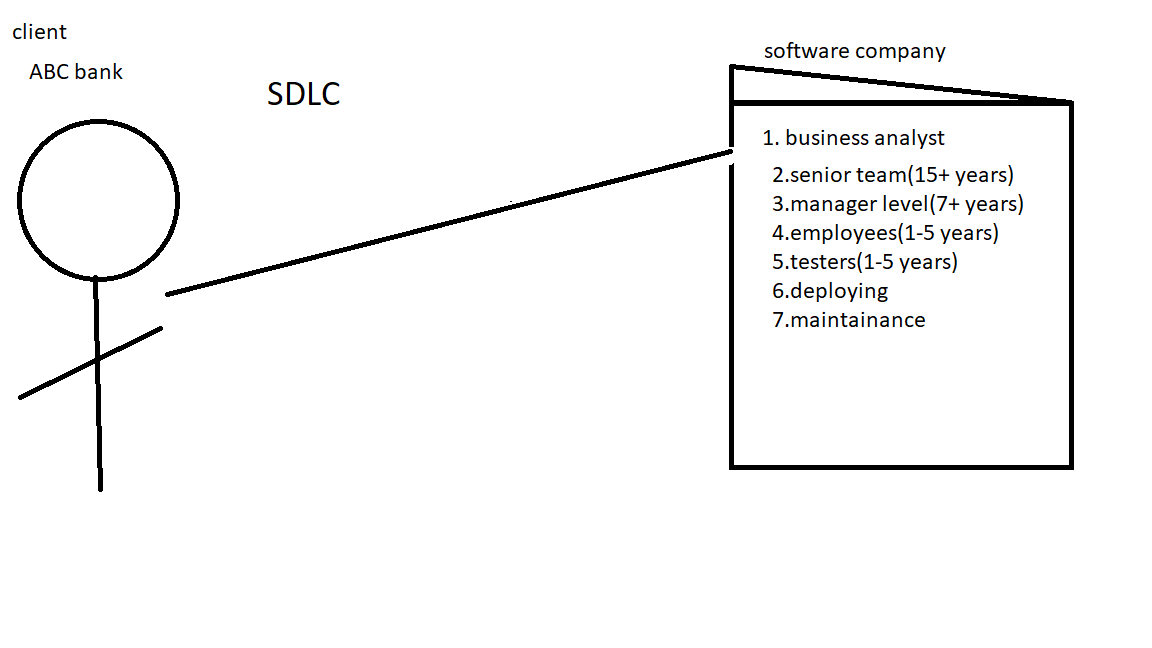 client
ABC bank
SDLC
software company
1. business analyst
2.senior team(15+ years)
3.manager level(7+ years)
4.employees(1-5 years)
5.testers(1-5 years)
6.deploying
7.maintainance